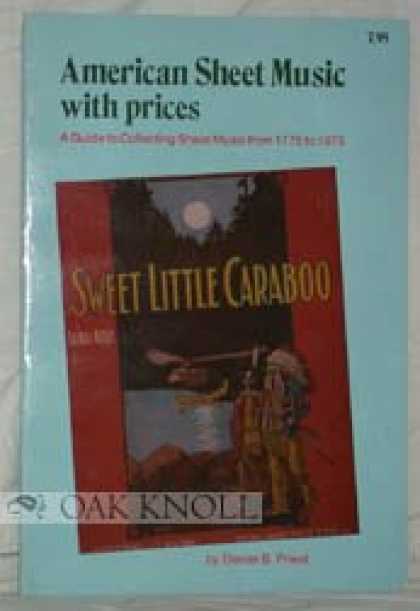 7.95
American Sheet Music
with prices
A Guide to Collecting Sheet Music from 1775 to 1975
SWEET LITTLE CARABOO
OAK KNOLL
by Daniel B. Priest